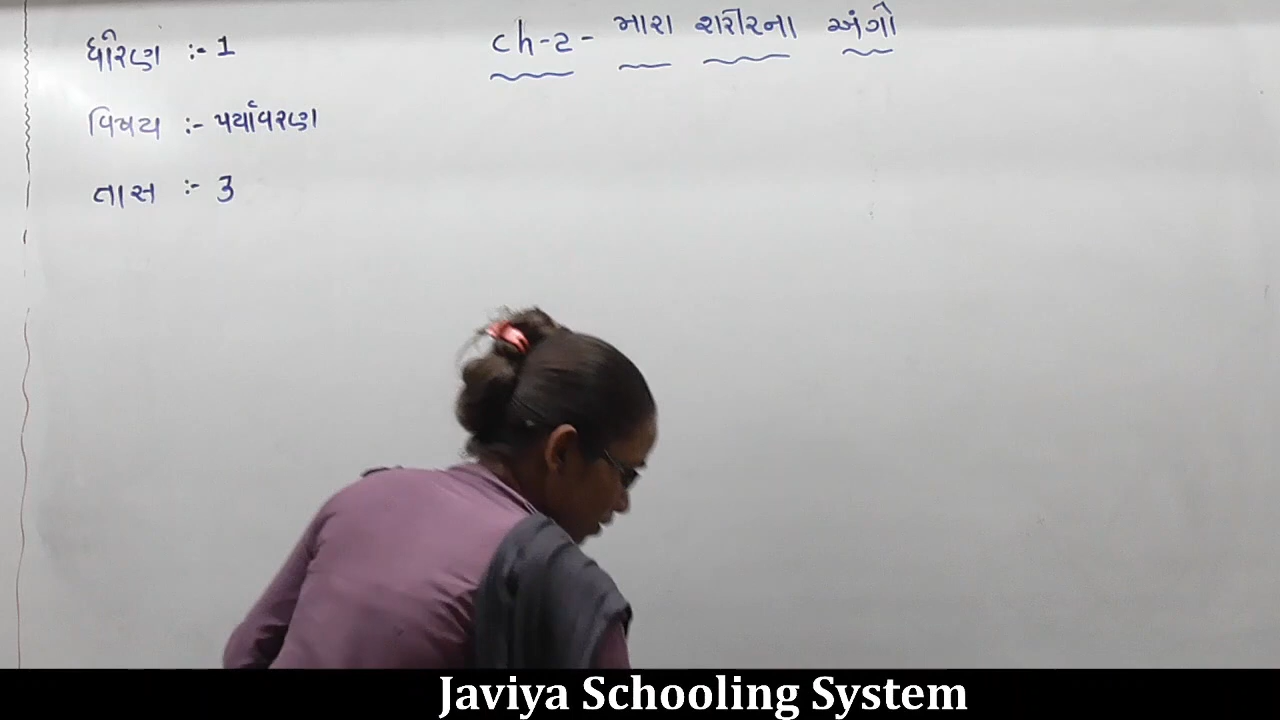 ધોરણ :- 1
ch-2- મારા શરીરના અંગો
વિષય :- પર્યાવરણ
તાસ :- 3
Javiya Schooling System